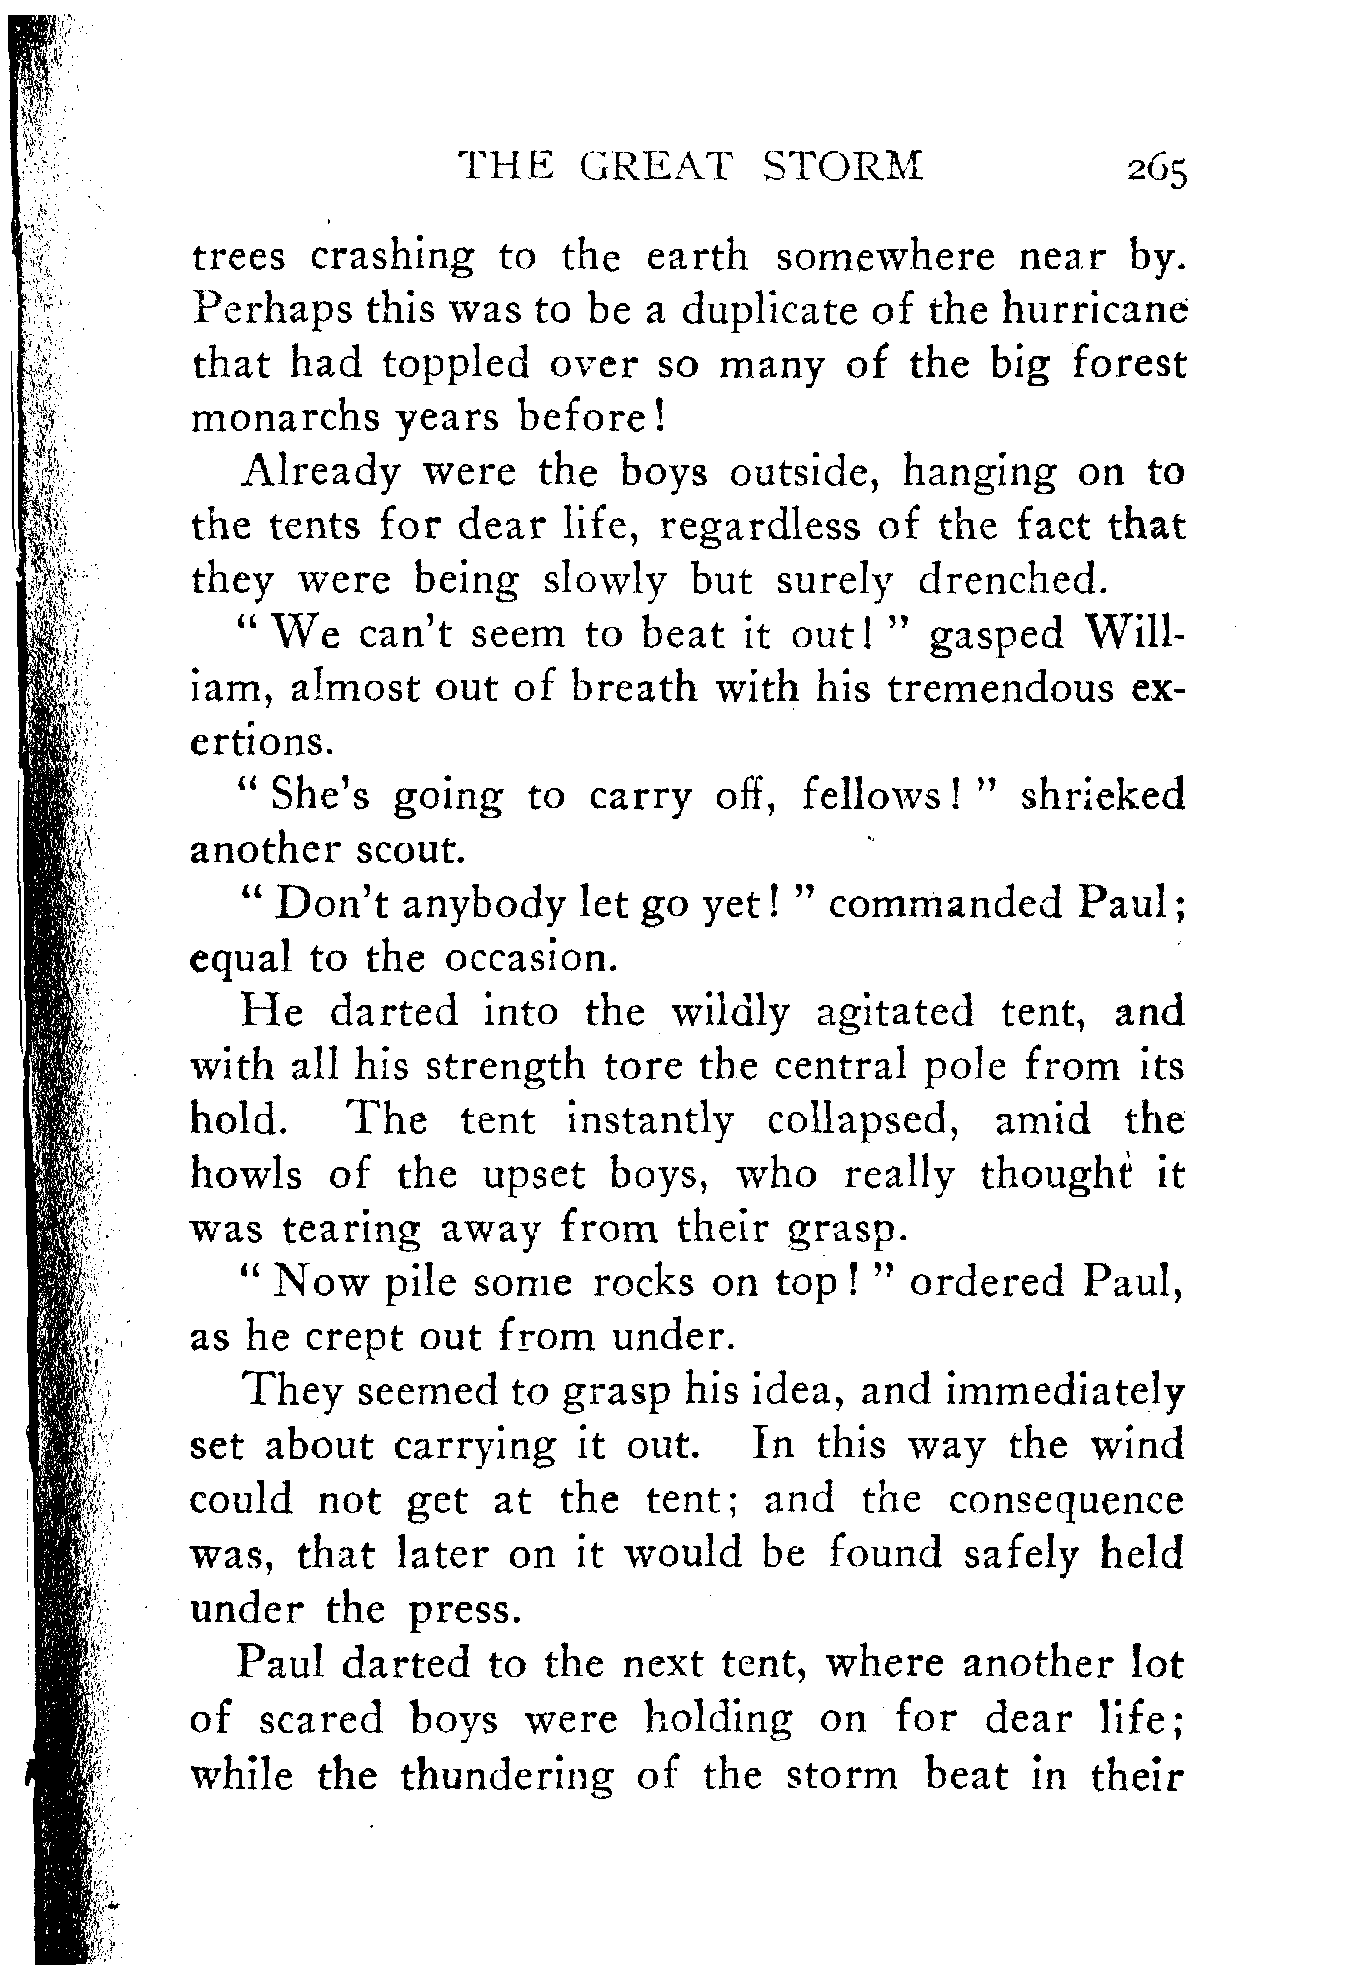 THE GREAT STORM 265
trees crashing to the earth somewhere near by.
Perhaps this was to be a duplicate of the hurricane
that had toppled over so many of the big forest
monarchs years before!
Already were the boys outside, hanging on to
the tents for dear life, regardless of the fact that
they were being slowly but surely drenched.
" We can't seem to beat it out! " gasped Will-
iam, almost out of breath with his tremendous ex-
ertions.
" She's going to carry off, fellows! " shrieked
another scout.
" Don't anybody let go yet! " commanded Paul;
equal to the occasion.
He darted into the wildly agitated tent, and
with all his strength tore the central pole from its
hold. The tent instantly collapsed, amid the
howls of the upset boys, who really thought it
was tearing away from their grasp.
" Now pile some rocks on top! " ordered Paul,
as he crept out from under.
They seemed to grasp his idea, and immediately
set about carrying it out. In this way the wind
could not get at the tent; and the consequence
was, that later on it would be found safely held
under the press.
Paul darted to the next tent, where another lot
of scared boys were holding on for dear life;
while the thundering of the storm beat in their